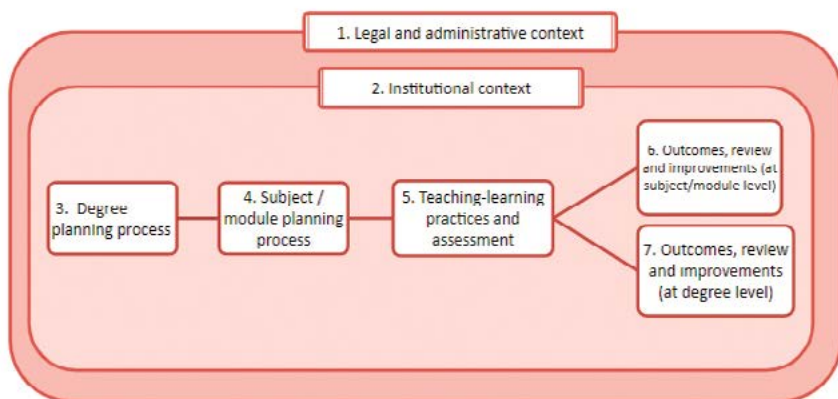 1. Legal and administrative context
2. Institutional context
3. Degree
planning process
4. Subject /
module planning
process
5. Teaching-learning
practices and
assessment
6. Outcomes, review
and improvements (at
subject/module level)
7. Outcomes, review
and improvements
(at degree level)